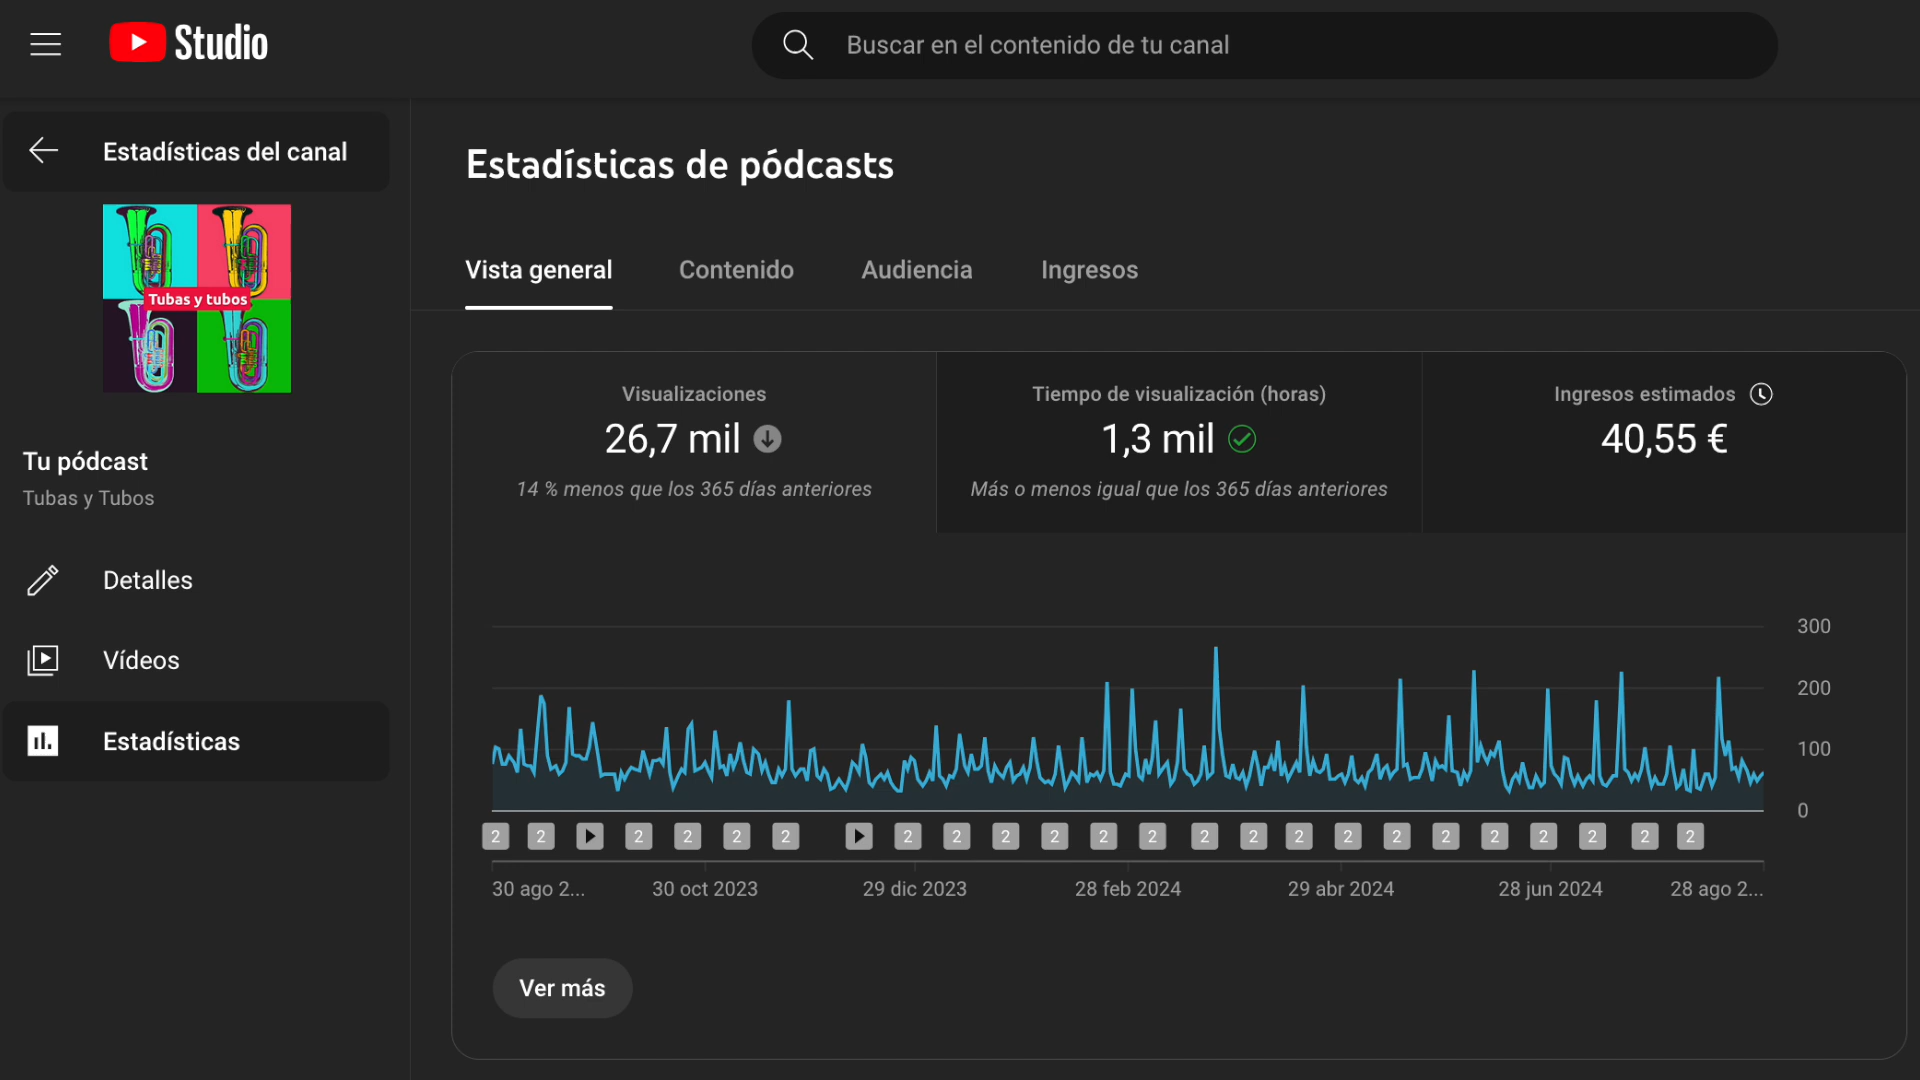 Studio
Buscar en el contenido de tu canal
Estadísticas del canal
Tubas y tubos
Tu pódcast
Tubas y Tubos
Detalles
Vídeos
Estadísticas
Estadísticas de pódcasts
Vista general
Contenido
Audiencia
Ingresos
Visualizaciones
26,7 mil
14 % menos que los 365 días anteriores
Tiempo de visualización (horas)
1,3 mil
Más o menos igual que los 365 días anteriores
Ingresos estimados
40,55 €
300
200
100
0
2 2 2 2 2 2 2 2 2 2 2 2 2 2 2 2 2 2 2 2 2 2 2
30 ago 2... 30 oct 2023 29 dic 2023 28 feb 2024 29 abr 2024 28 jun 2024 28 ago 2...
Ver más